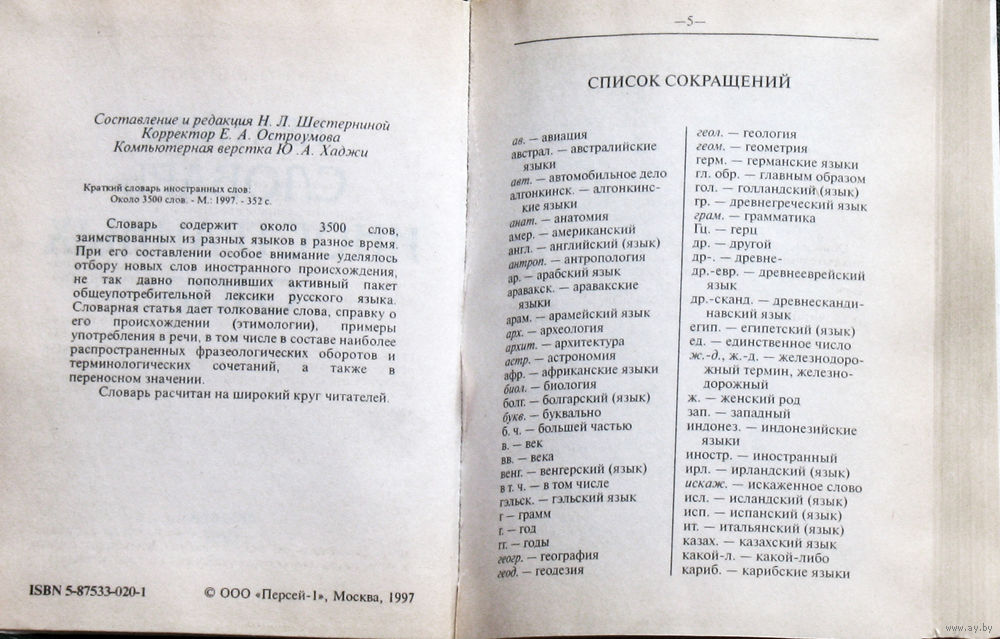 Составление и редакция Н. Л. Шестерниной
Корректор Е. А. Остроумова
Компьютерная верстка Ю .А. Хаджи
Краткий словарь иностранных слов:
Около 3500 слов. - М.: 1997. - 352 с.
Словарь содержит около 3500 слов,
заимствованных из разных языков в разное время.
При его составлении особое внимание уделялось
отбору новых слов иностранного происхождения,
не так давно пополнивших активный пакет
общеупотребительной лексики русского языка.
Словарная статья дает толкование слова, справку о
его происхождении (этимологии), примеры
употребления в речи, в том числе в составе наиболее
распространенных фразеологических оборотов и
терминологических сочетаний, а также в
переносном значении.
Словарь расчитан на широкий круг читателей.
ISBN 5-87533-020-1
© ООО «Персей-1», Москва, 1997
—5—
СПИСОК СОКРАЩЕНИЙ
ав. — авиация
австрал. — австралийские
языки
авт. — автомобильное дело
алгонкинск. — алгонкинс-
кие языки
анат. — анатомия
амер. — американский
англ. — английский (язык)
антроп. — антропология
ар. — арабский язык
аравакск. — аравакские
языки
арам. — арамейский язык
арх. — археология
архит. — архитектура
астр. — астрономия
афр. — африканские языки
биол. — биология
болг. — болгарский (язык)
букв. — буквально
б. ч. — большей частью
в. — век
вв. — века
венг. — венгерский (язык)
в т. ч. — в том числе
гэльск. — гэльский язык
г — грамм
г. — год
гг. — годы
геогр. — география
геод. — геодезия
геол. — геология
геом. — геометрия
герм. — германские языки
гл. обр. — главным образом
гол. — голландский (язык)
гр. — древнегреческий язык
грам. — грамматика
Гц. — герц
др. — другой
др-. — древне-
др.-евр. — древнееврейский
язык
др.-сканд. — древнесканди-
навский язык
егип. — египетский (язык)
ед. — единственное число
ж.-д., ж.-д. — железнодоро-
жный термин, железно-
дорожный
ж. — женский род
зап. — западный
индонез. — индонезийские
языки
иностр. — иностранный
ирл. — ирландский (язык)
искаж. — искаженное слово
исл. — исландский (язык)
исп. — испанский (язык)
ит. — итальянский (язык)
казах. — казахский язык
какой-л. — какой-либо
кариб. — карибские языки
www.ay.by